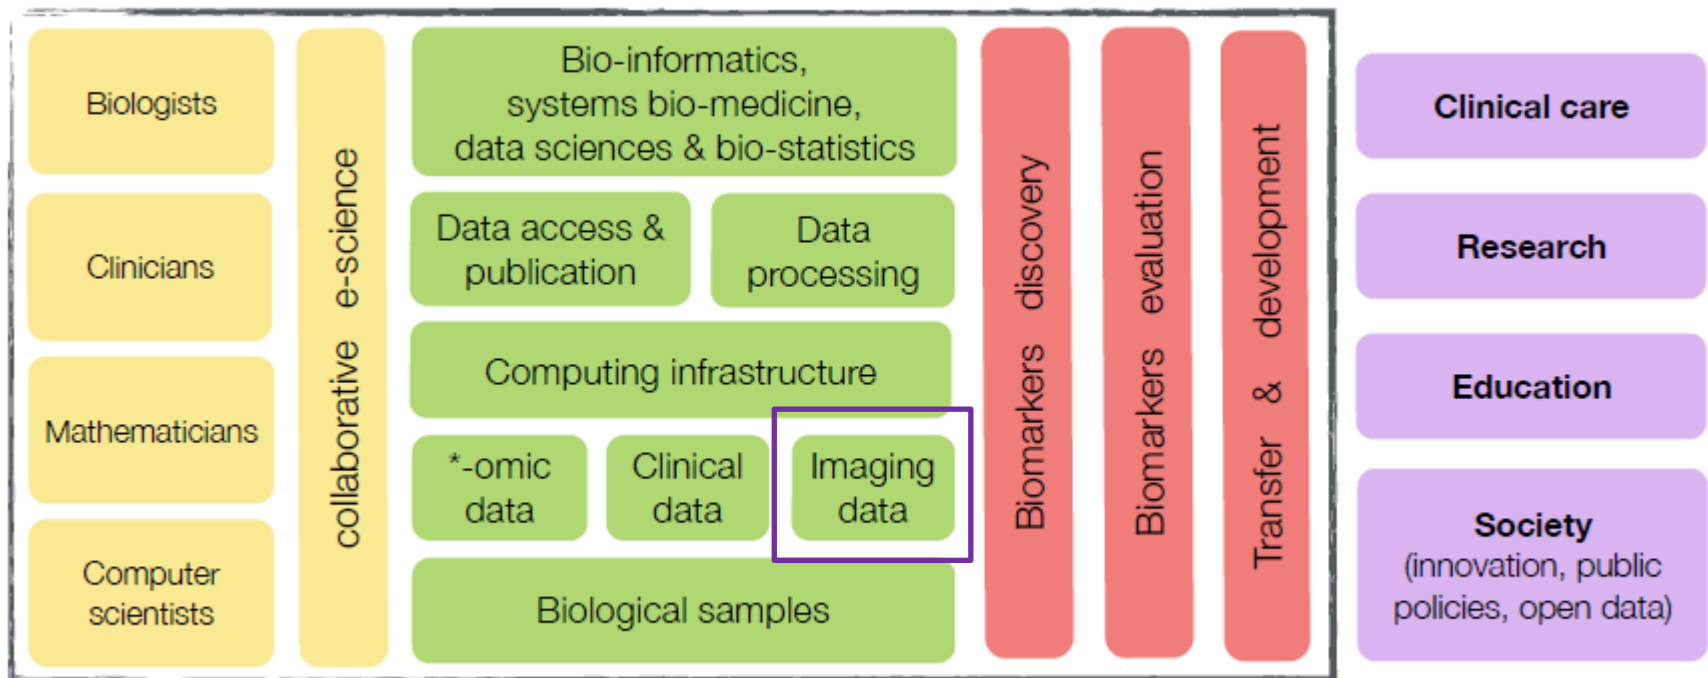 Biologists
Clinicians
Mathematicians
Computer
scientists
collaborative e-science
Bio-informatics,
systems bio-medicine,
data sciences & bio-statistics
Data access &
publication
Data
processing
Computing infrastructure
*-omic
data
Clinical
data
Imaging
data
Biological samples
Biomarkers discovery
Biomarkers evaluation
Transfer & development
Clinical care
Research
Education
Society
(innovation, public
policies, open data)